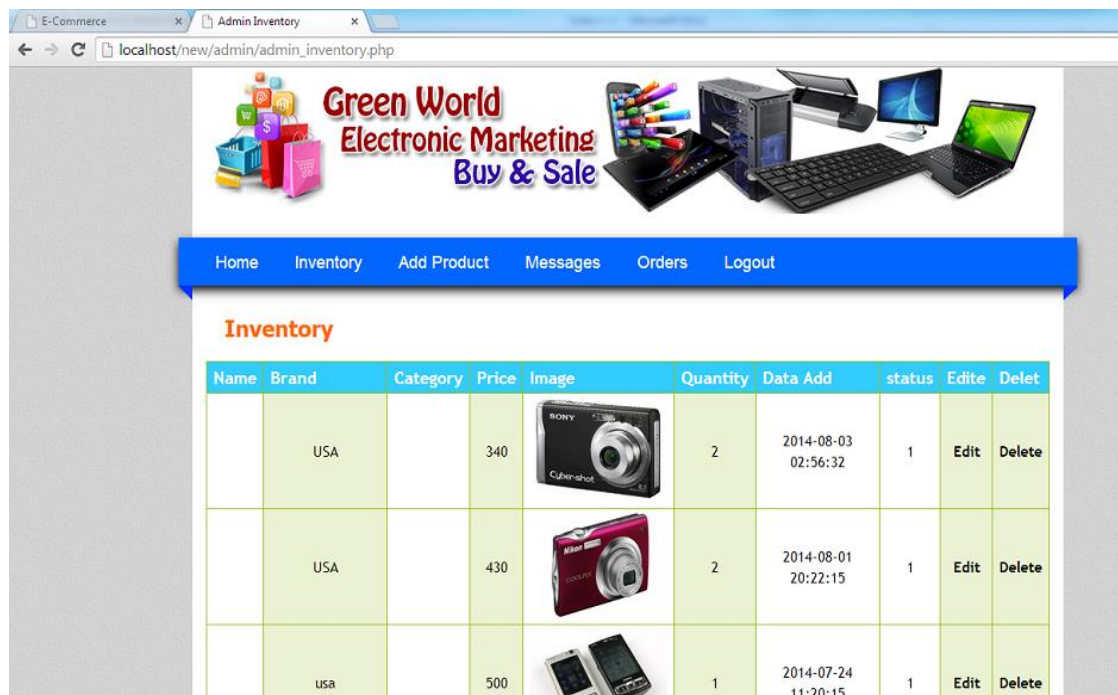 E-Commerce
Admin Inventory
localhost/new/admin/admin_inventory.php
Green World
Electronic Marketing
Buy & Sale
Home Inventory Add Product Messages Orders Logout
Inventory
Name Brand Category Price Image Quantity Data Add status Edite Delet
SONY
Cyber-shot
USA 340 2 2014-08-03 1 Edit Delete
02:56:32
Nikon
COOLPIX
USA 430 2 2014-08-01 1 Edit Delete
20:22:15
usa 500 1 2014-07-24 1 Edit Delete
11:20:15